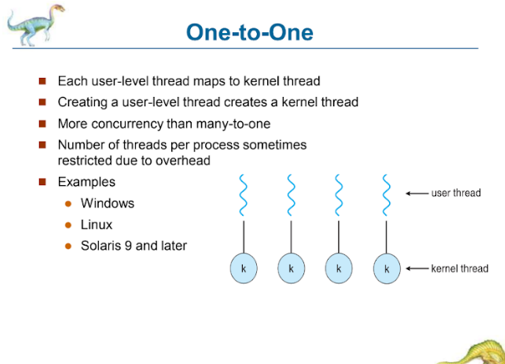 One-to-One
Each user-level thread maps to kernel thread
Creating a user-level thread creates a kernel thread
More concurrency than many-to-one
Number of threads per process sometimes
restricted due to overhead
Examples
Windows
Linux
Solaris 9 and later
user thread
k k k k
kernel thread